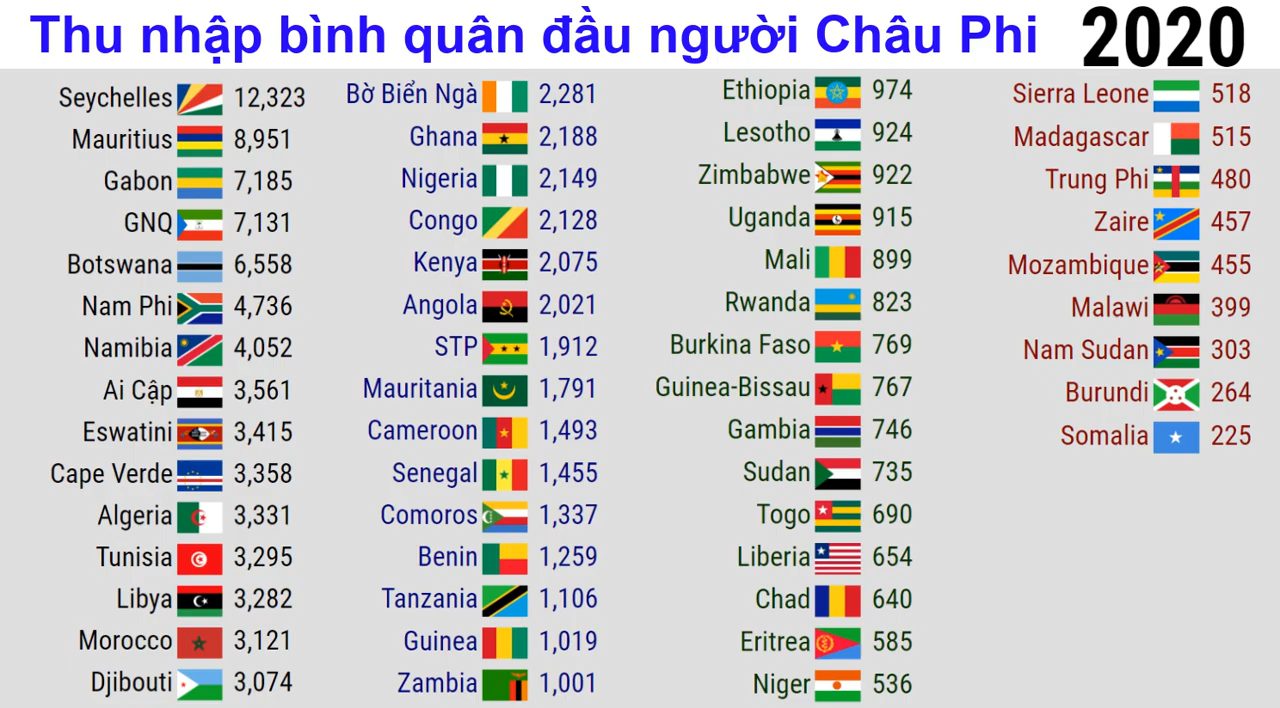 Thu nhập bình quân đầu người Châu Phi 2020
Seychelles 12,323
Mauritius 8,951
Gabon 7,185
GNQ 7,131
Botswana 6,558
Nam Phi 4,736
Namibia 4,052
Ai Cập 3,561
Eswatini 3,415
Cape Verde 3,358
Algeria 3,331
Tunisia 3,295
Libya 3,282
Morocco 3,121
Djibouti 3,074
Bờ Biển Ngà 2,281
Ghana 2,188
Nigeria 2,149
Congo 2,128
Kenya 2,075
Angola 2,021
STP 1,912
Mauritania 1,791
Cameroon 1,493
Senegal 1,455
Comoros 1,337
Benin 1,259
Tanzania 1,106
Guinea 1,019
Zambia 1,001
Ethiopia 974
Lesotho 924
Zimbabwe 922
Uganda 915
Mali 899
Rwanda 823
Burkina Faso 769
Guinea-Bissau 767
Gambia 746
Sudan 735
Togo 690
Liberia 654
Chad 640
Eritrea 585
Niger 536
Sierra Leone 518
Madagascar 515
Trung Phi 480
Zaire 457
Mozambique 455
Malawi 399
Nam Sudan 303
Burundi 264
Somalia 225